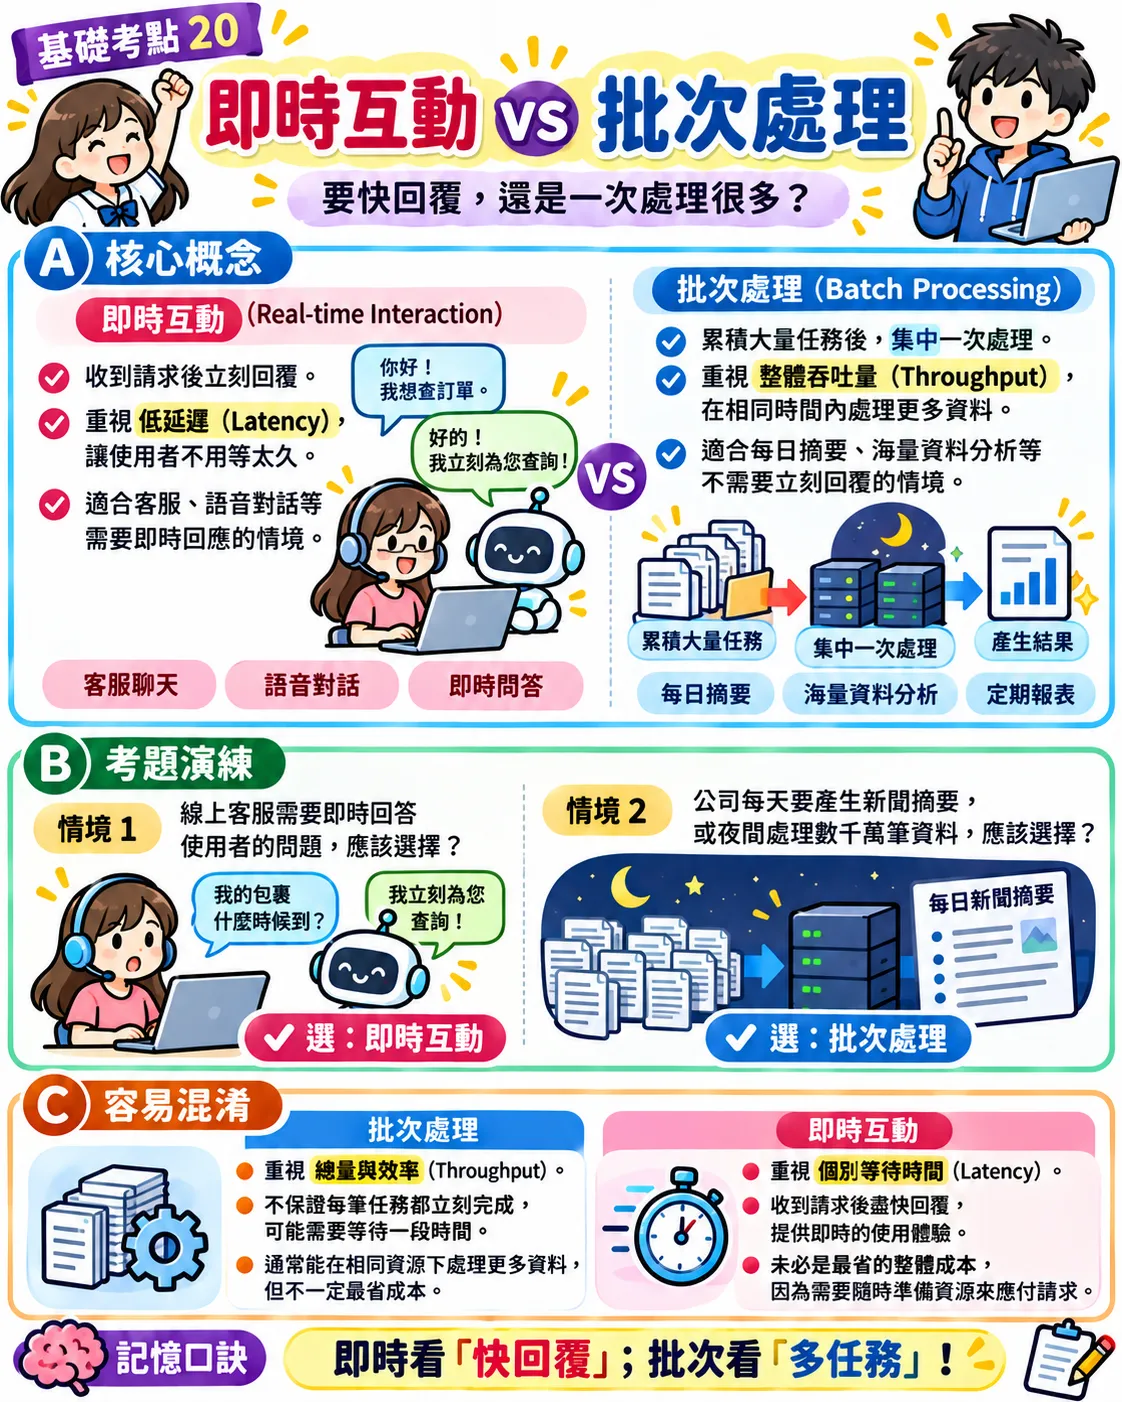 基礎考點 20
即時互動 VS 批次處理
要快回覆，還是一次處理很多？
A 核心概念
即時互動（Real-time Interaction）
收到請求後立刻回覆。
重視 低延遲（Latency），
讓使用者不用等太久。
適合客服、語音對話等
需要即時回應的情境。
你好！
我想查訂單。
好的！
我立刻為您查詢！
客服聊天
語音對話
即時問答
VS
批次處理（Batch Processing）
累積大量任務後，集中一次處理。
重視 整體吞吐量（Throughput），
在相同時間內處理更多資料。
適合每日摘要、海量資料分析等
不需要立刻回覆的情境。
累積大量任務
集中一次處理
產生結果
每日摘要
海量資料分析
定期報表
B 考題演練
情境 1
線上客服需要即時回答
使用者的問題，應該選擇？
我的包裹
什麼時候到？
我立刻為您
查詢！
選：即時互動
情境 2
公司每天要產生新聞摘要，
或夜間處理數千萬筆資料，應該選擇？
每日新聞摘要
選：批次處理
C 容易混淆
批次處理
重視 總量與效率（Throughput）。
不保證每筆任務都立刻完成，
可能需要等待一段時間。
通常能在相同資源下處理更多資料，
但不一定最省成本。
即時互動
重視 個別等待時間（Latency）。
收到請求後盡快回覆，
提供即時的使用體驗。
未必是最省的整體成本，
因為需要隨時準備資源來應付請求。
記憶口訣
即時看「快回覆」；批次看「多任務」！